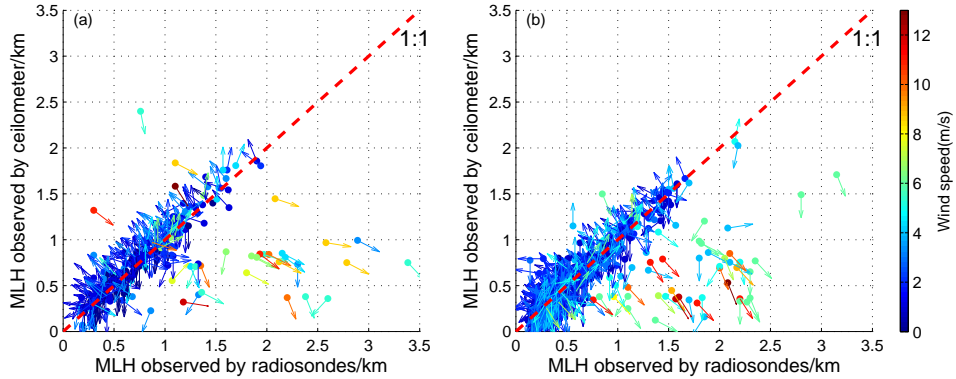 (a)
1:1
3.5
3
2.5
2
1.5
1
0.5
0
0 0.5 1 1.5 2 2.5 3 3.5
MLH observed by ceilometer/km
MLH observed by radiosondes/km
(b)
1:1
3.5
3
2.5
2
1.5
1
0.5
0
0 0.5 1 1.5 2 2.5 3 3.5
MLH observed by ceilometer/km
MLH observed by radiosondes/km
12
10
8
6
4
2
0
Wind speed(m/s)